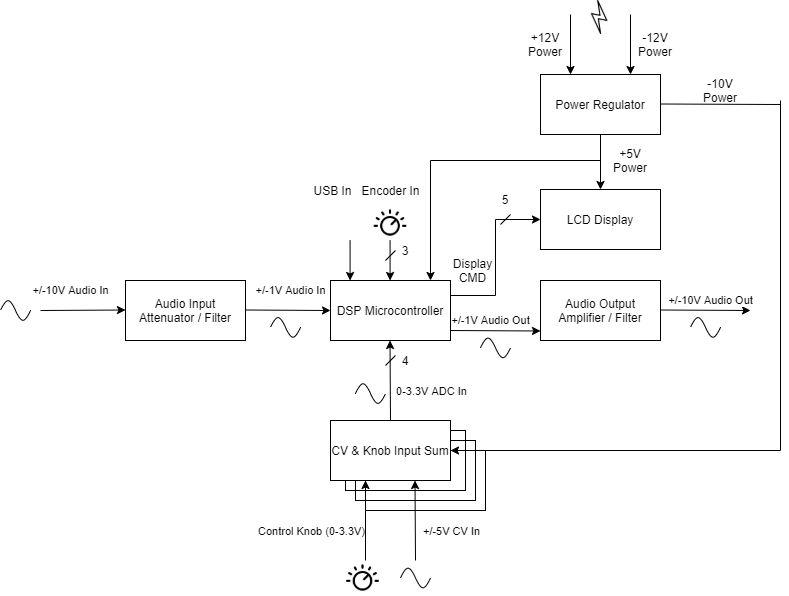 +12V
Power
-12V
Power
-10V
Power
Power Regulator
+5V
Power
USB In
Encoder In
5
LCD Display
3
Display
CMD
+/-10V Audio In
Audio Input
Attenuator / Filter
+/-1V Audio In
DSP Microcontroller
+/-1V Audio Out
Audio Output
Amplifier / Filter
+/-10V Audio Out
4
0-3.3V ADC In
CV & Knob Input Sum
Control Knob (0-3.3V)
+/-5V CV In